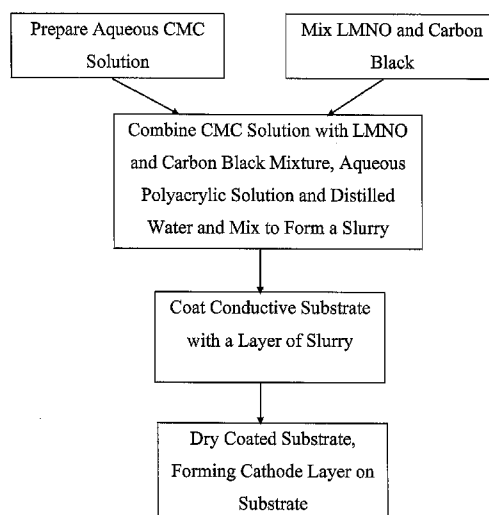 Prepare Aqueous CMC
Solution
Mix LMNO and Carbon
Black
Combine CMC Solution with LMNO
and Carbon Black Mixture, Aqueous
Polyacrylic Solution and Distilled
Water and Mix to Form a Slurry
Coat Conductive Substrate
with a Layer of Slurry
Dry Coated Substrate,
Forming Cathode Layer on
Substrate